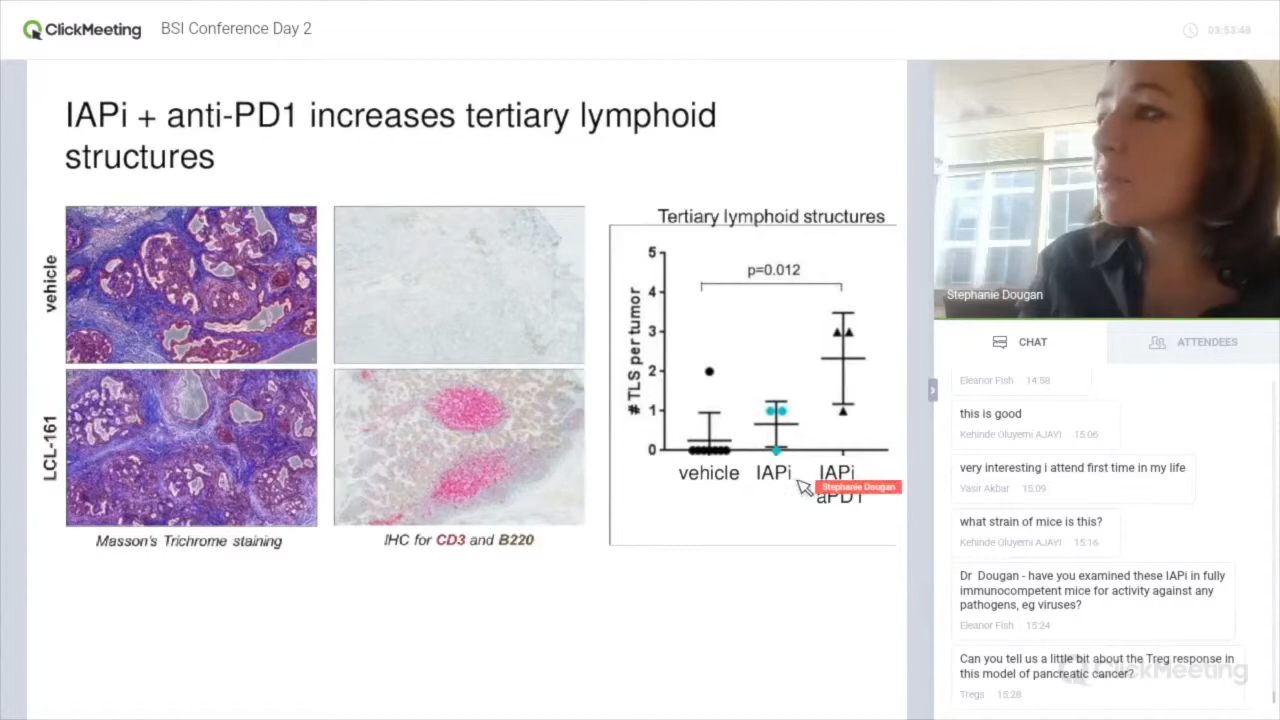 ClickMeeting
BSI Conference Day 2
03:53:48
IAPi + anti-PD1 increases tertiary lymphoid
structures
vehicle
LCL-161
Masson's Trichrome staining
IHC for CD3 and B220
Tertiary lymphoid structures
p=0.012
# TLS per tumor
5
4
3
2
1
0
vehicle
IAPi
IAPi
aPD1
Stephanie Dougan
Stephanie Dougan
CHAT
ATTENDEES
Eleanor Fish 14:58
this is good
Kehinde Oluyemi AJAYI 15:06
very interesting i attend first time in my life
Yasir Akbar 15:09
what strain of mice is this?
Kehinde Oluyemi AJAYI 15:16
Dr Dougan - have you examined these IAPi in fully
immunocompetent mice for activity against any
pathogens, eg viruses?
Eleanor Fish 15:24
Can you tell us a little bit about the Treg response in
this model of pancreatic cancer?
Tregs 15:28
ClickMeeting